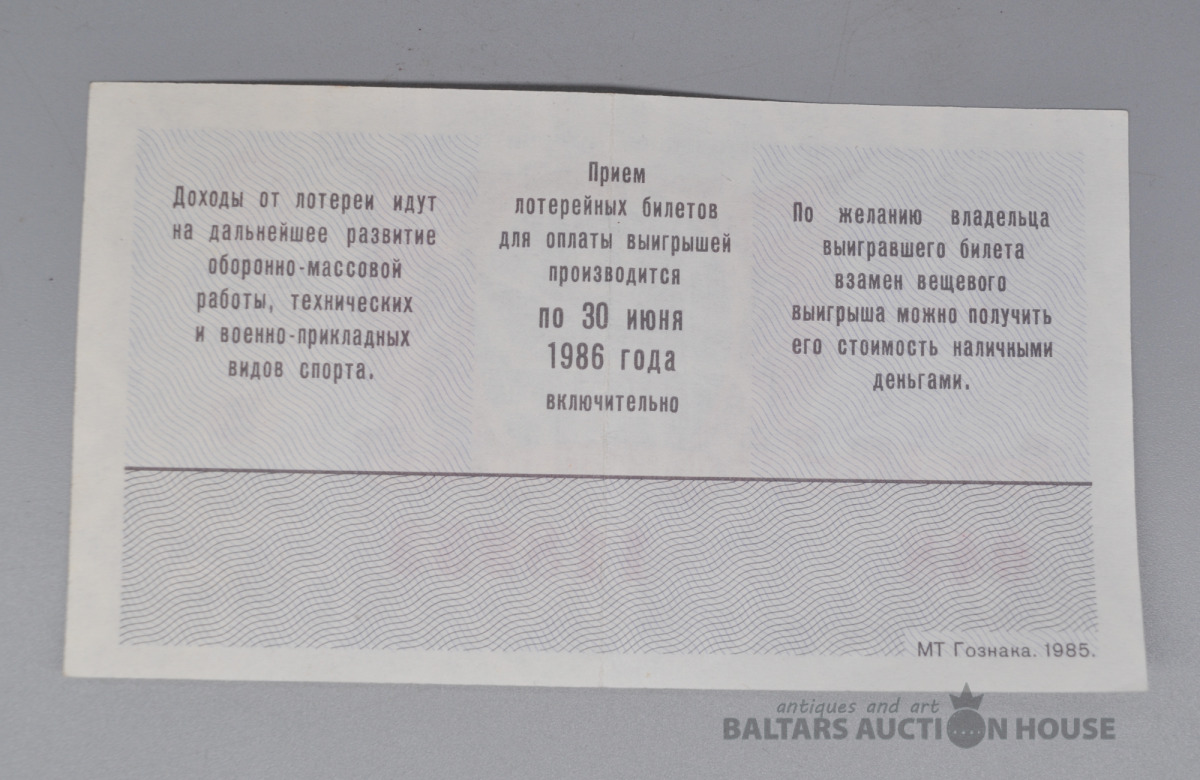 Доходы от лотереи идут
на дальнейшее развитие
оборонно-массовой
работы, технических
и военно-прикладных
видов спорта.
Прием
лотерейных билетов
для оплаты выигрышей
производится
по 30 июня
1986 года
включительно
По желанию владельца
выигравшего билета
взамен вещевого
выигрыша можно получить
его стоимость наличными
деньгами.
МТ Гознака. 1985.
antiques and art
BALTARS AUCTION HOUSE